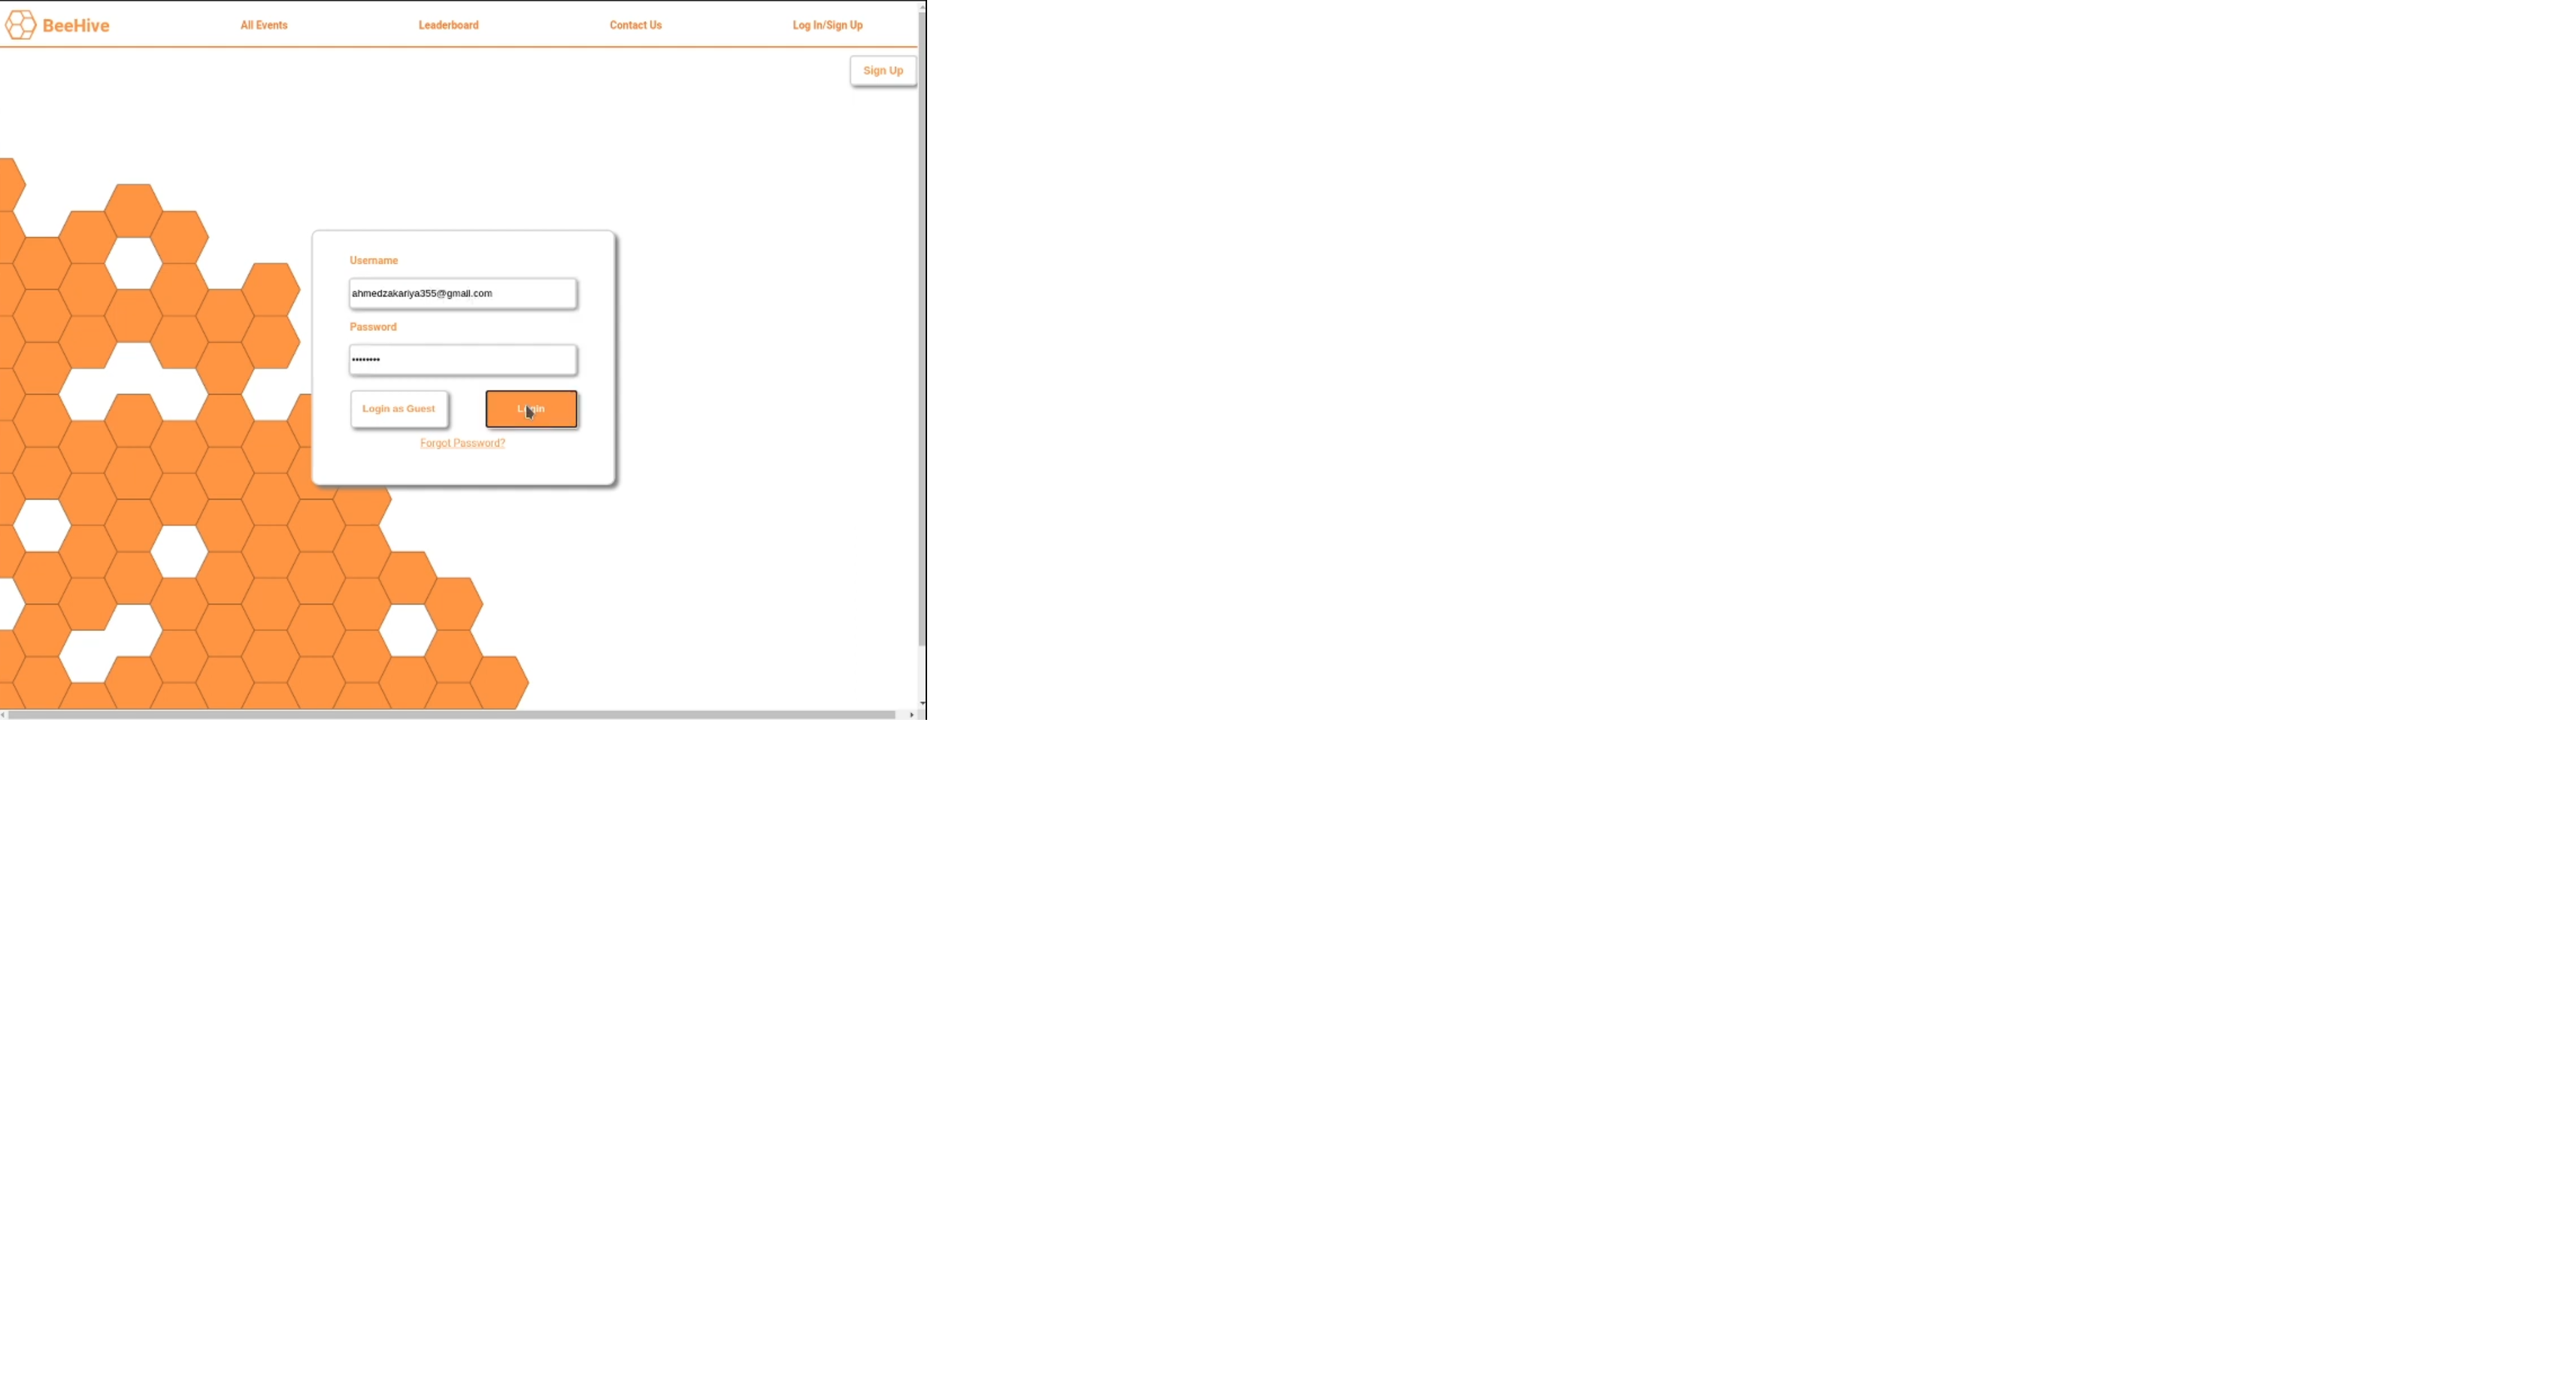 BeeHive
All Events
Leaderboard
Contact Us
Log In/Sign Up
Sign Up
Username
ahmedzakariya355@gmail.com
Password
••••••••
Login as Guest
Login
Forgot Password?